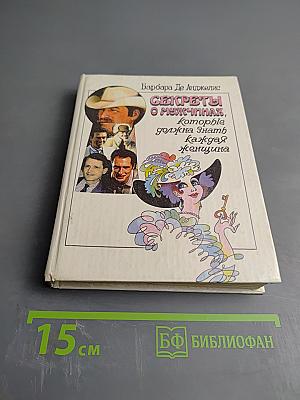 Барбара Де Анджелис
СЕКРЕТЫ
О МУЖЧИНАХ,
которые
должна знать
каждая
женщина
15 см
БФ БИБЛИОФАН